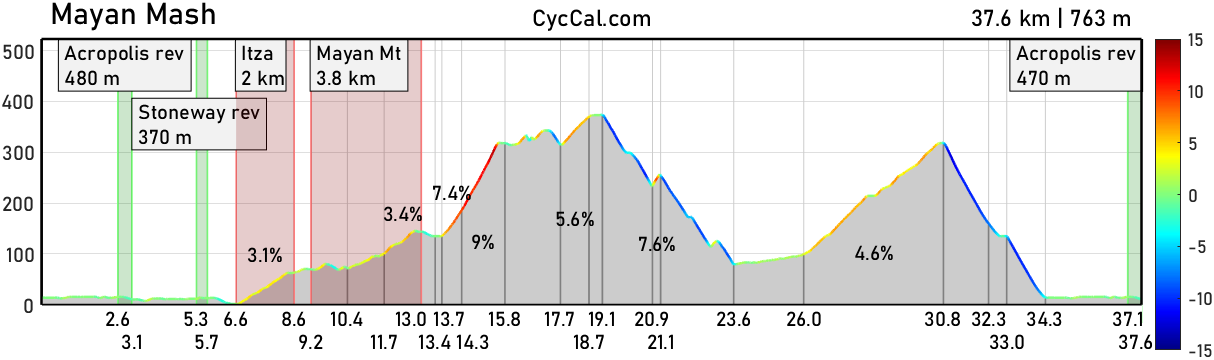 Mayan Mash
CycCal.com
37.6 km | 763 m
500
400
300
200
100
0
Acropolis rev
480 m
Stoneway rev
370 m
Itza
2 km
Mayan Mt
3.8 km
Acropolis rev
470 m
3.1%
3.4%
7.4%
9%
5.6%
7.6%
4.6%
2.6 5.3 6.6 8.6 10.4 13.0 13.7 15.8 17.7 19.1 20.9 23.6 26.0 30.8 32.3 34.3 37.1
3.1 5.7 9.2 11.7 13.4 14.3 18.7 21.1 33.0 37.6
15
10
5
0
−5
−10
−15